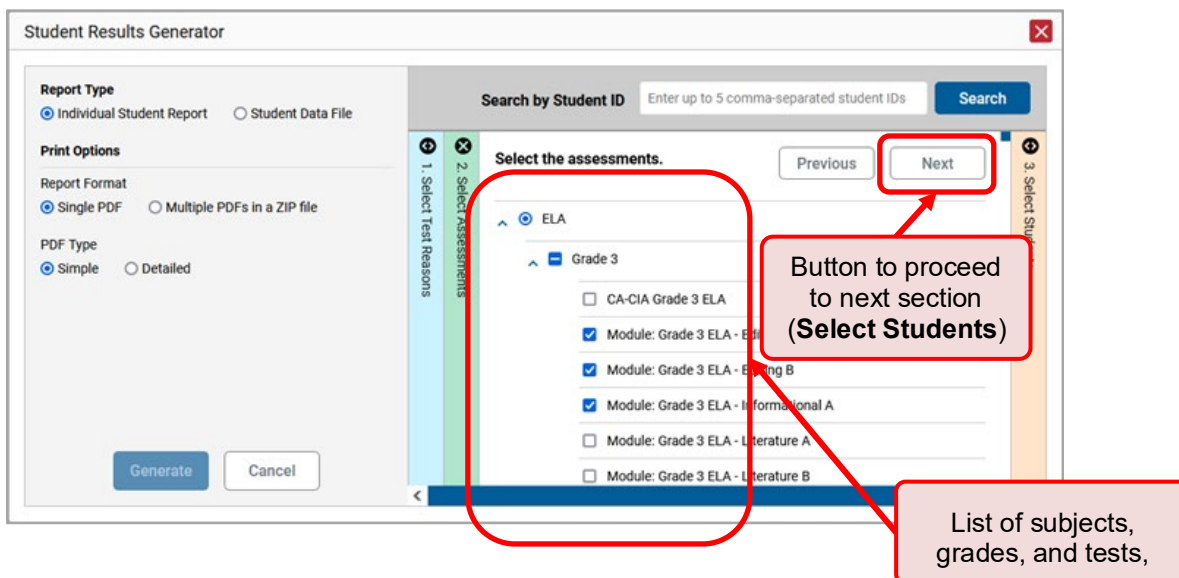 Student Results Generator
Report Type
Individual Student Report Student Data File
Print Options
Report Format
Single PDF Multiple PDFs in a ZIP file
PDF Type
Simple Detailed
Generate Cancel
Search by Student ID Enter up to 5 comma-separated student IDs Search
1. Select Test Reasons
2. Select Assessments
Select the assessments. Previous Next
ELA
Grade 3
CA-CIA Grade 3 ELA
Module: Grade 3 ELA -
Module: Grade 3 ELA - B
Module: Grade 3 ELA - Informational A
Module: Grade 3 ELA - Literature A
Module: Grade 3 ELA - Literature B
3. Select
Button to proceed
to next section
(Select Students)
List of subjects,
grades, and tests,